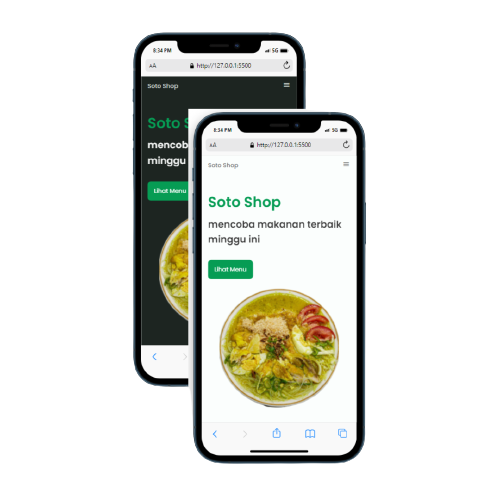 8:34 PM
5G
AA
http://127.0.0.1:5500
Soto Shop
Soto S
mencob
minggu
Lihat Menu
8:34 PM
5G
AA
http://127.0.0.1:5500
Soto Shop
Soto Shop
mencoba makanan terbaik
minggu ini
Lihat Menu